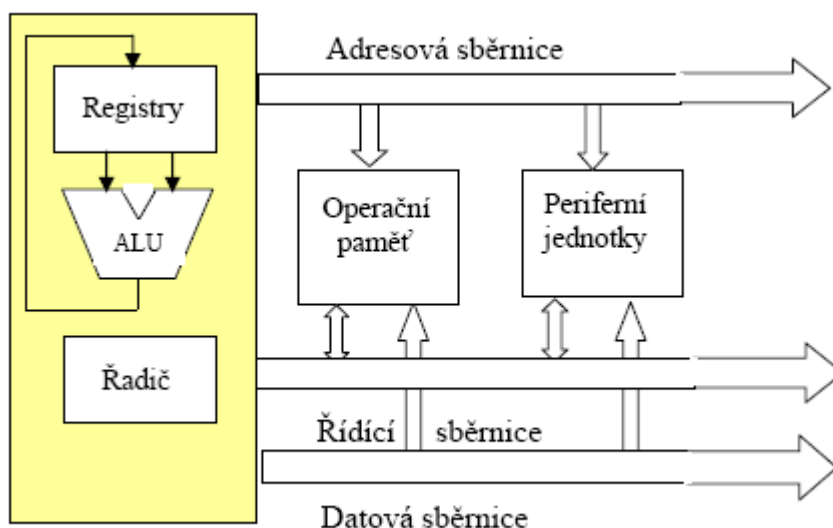 Adresová sběrnice
Registry
ALU
Řadič
Operační
paměť
Periferní
jednotky
Řídící sběrnice
Datová sběrnice